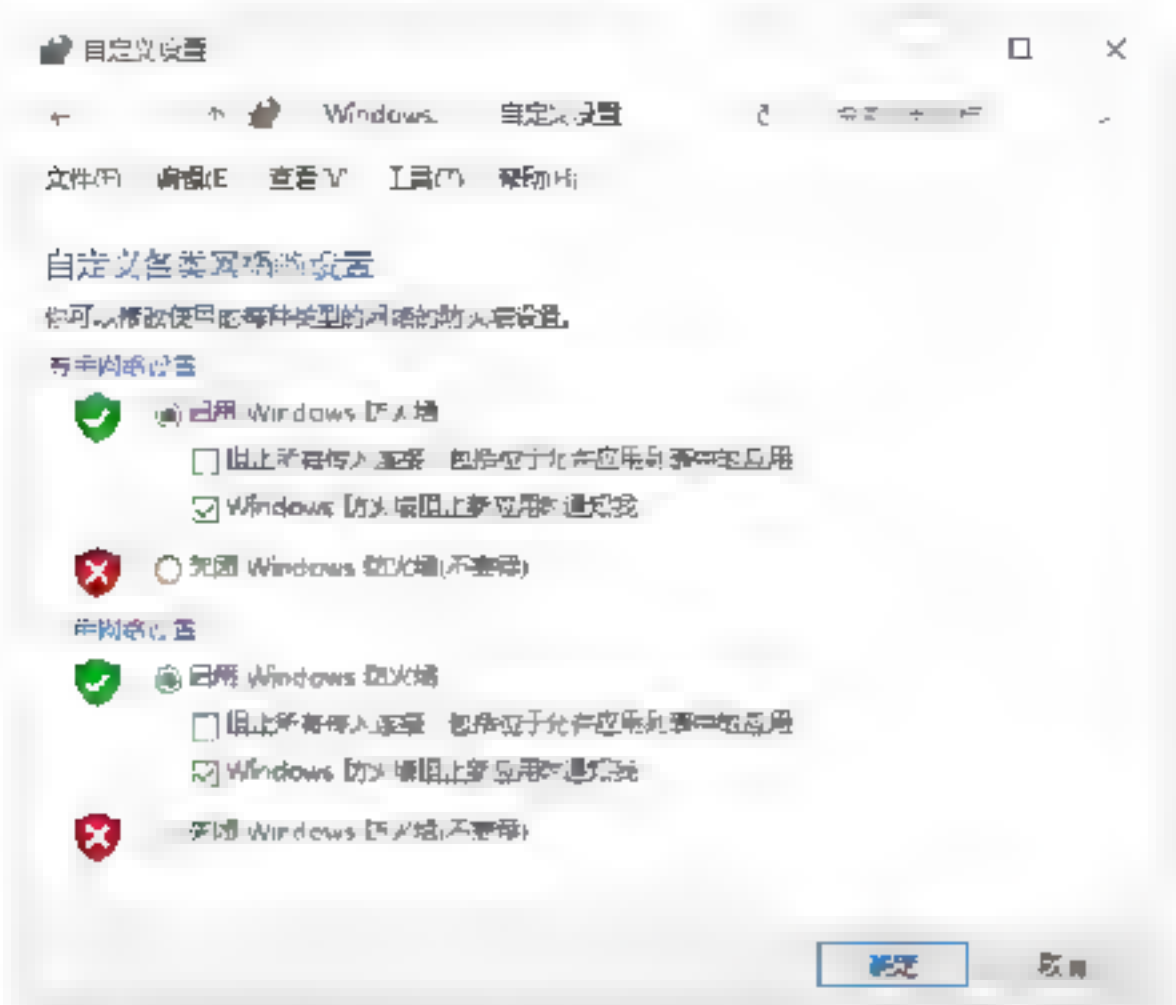 自定义设置
Windows 自定义设置
文件(F) 编辑(E 查看(V 工具(T) 帮助(H)
自定义各类网络的设置
你可以修改使用的每种类型的网络的防火墙设置。
网络设置
启用 Windows 防火墙
阻止所有传入连接 包括位于允许应用列表中的应用
Windows 防火墙阻止新应用时通知我
关闭 Windows 防火墙(不推荐)
网络设置
启用 Windows 防火墙
阻止所有传入连接 包括位于允许应用列表中的应用
Windows 防火墙阻止新应用时通知我
关闭 Windows 防火墙(不推荐)
确定 取消